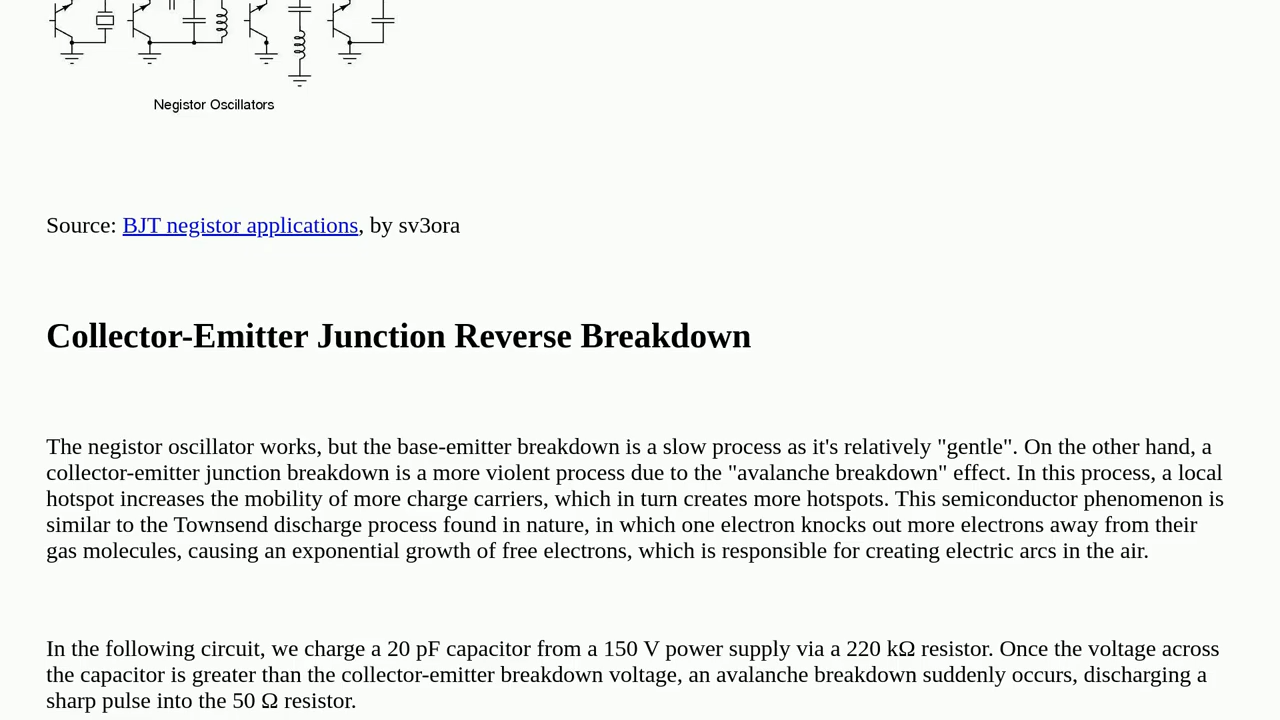 Negistor Oscillators
Source: BJT negistor applications, by sv3ora
Collector-Emitter Junction Reverse Breakdown
The negistor oscillator works, but the base-emitter breakdown is a slow process as it's relatively "gentle". On the other hand, a
collector-emitter junction breakdown is a more violent process due to the "avalanche breakdown" effect. In this process, a local
hotspot increases the mobility of more charge carriers, which in turn creates more hotspots. This semiconductor phenomenon is
similar to the Townsend discharge process found in nature, in which one electron knocks out more electrons away from their
gas molecules, causing an exponential growth of free electrons, which is responsible for creating electric arcs in the air.
In the following circuit, we charge a 20 pF capacitor from a 150 V power supply via a 220 kΩ resistor. Once the voltage across
the capacitor is greater than the collector-emitter breakdown voltage, an avalanche breakdown suddenly occurs, discharging a
sharp pulse into the 50 Ω resistor.